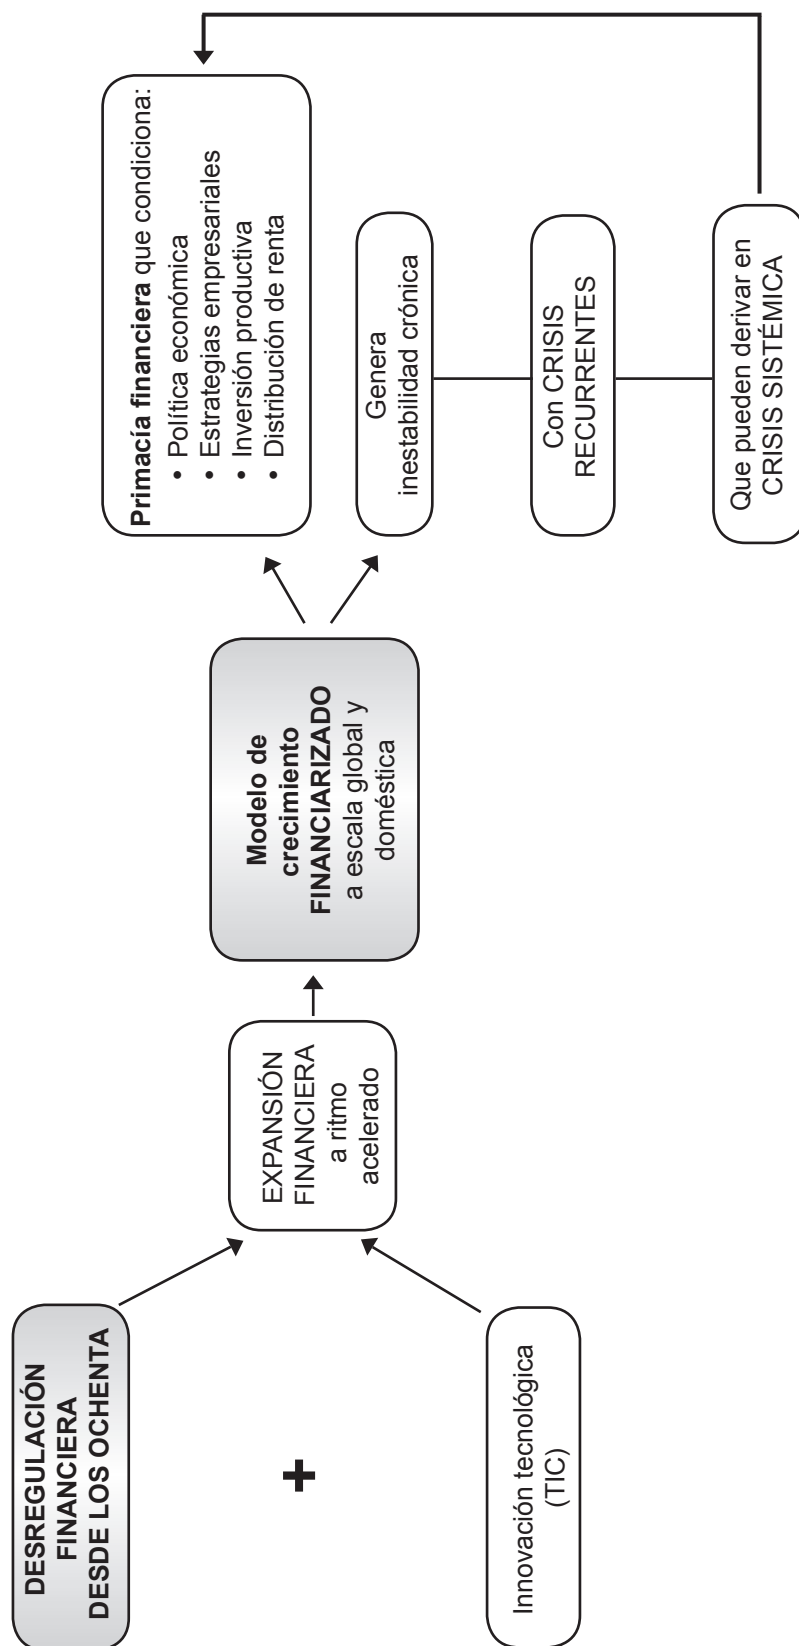 DESREGULACIÓN
FINANCIERA
DESDE LOS OCHENTA
+
Innovación tecnológica
(TIC)
EXPANSIÓN
FINANCIERA
a ritmo
acelerado
Modelo de
crecimiento
FINANCIARIZADO
a escala global y
doméstica
Primacía financiera que condiciona:
• Política económica
• Estrategias empresariales
• Inversión productiva
• Distribución de renta
Genera
inestabilidad crónica
Con CRISIS
RECURRENTES
Que pueden derivar en
CRISIS SISTÉMICA